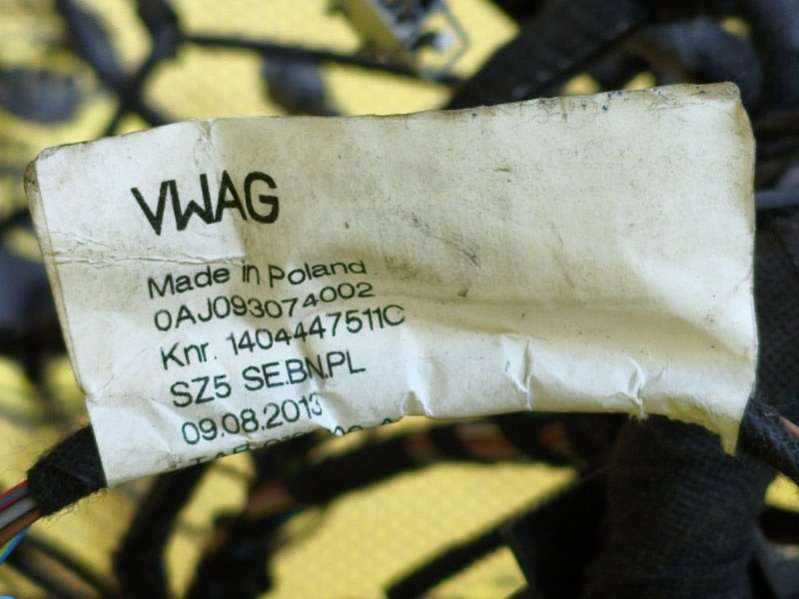 VWAG
Made in Poland
0AJ093074002
Knr. 1404447511C
SZ5 SE.BN.PL
09.08.2013